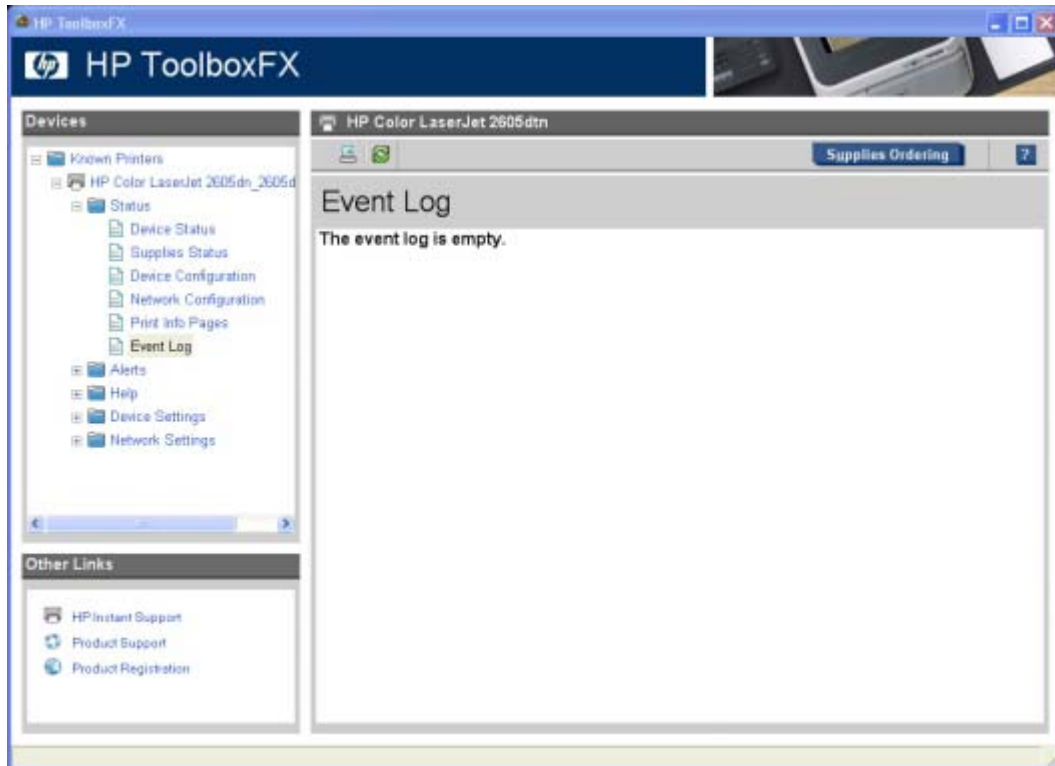 HP ToolboxFX
hp HP ToolboxFX
Devices
Known Printers
HP Color LaserJet 2605dn_2605d
Status
Device Status
Supplies Status
Device Configuration
Network Configuration
Print Info Pages
Event Log
Alerts
Help
Device Settings
Network Settings
Other Links
HP Instant Support
Product Support
Product Registration
HP Color LaserJet 2605dtn
Supplies Ordering ?
Event Log
The event log is empty.